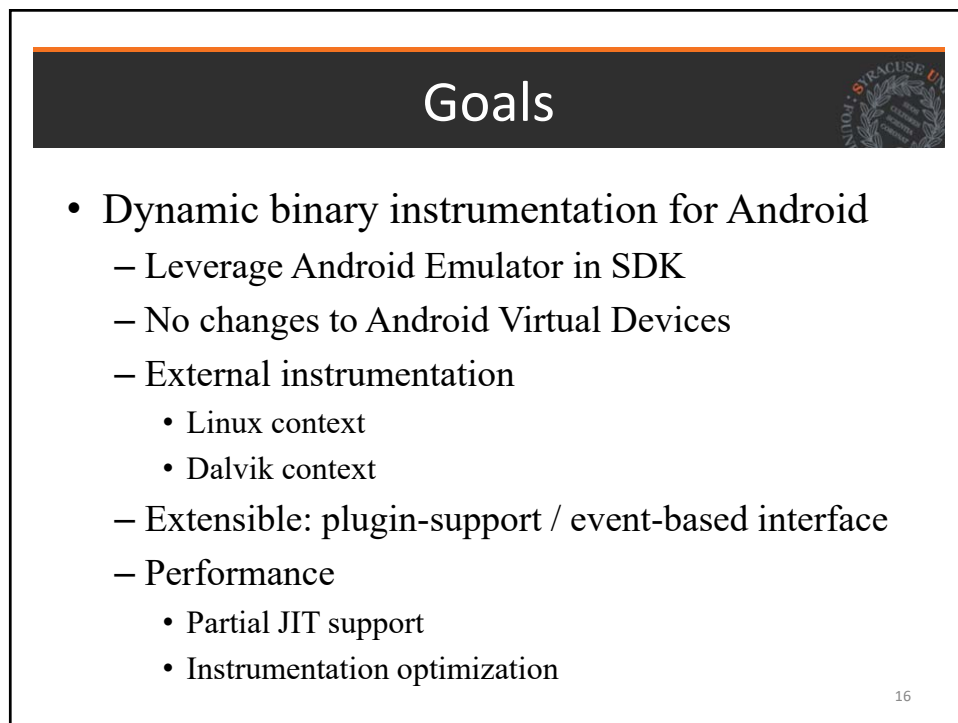 Goals
SYRACUSE
• Dynamic binary instrumentation for Android
– Leverage Android Emulator in SDK
– No changes to Android Virtual Devices
– External instrumentation
• Linux context
• Dalvik context
– Extensible: plugin-support / event-based interface
– Performance
• Partial JIT support
• Instrumentation optimization
16